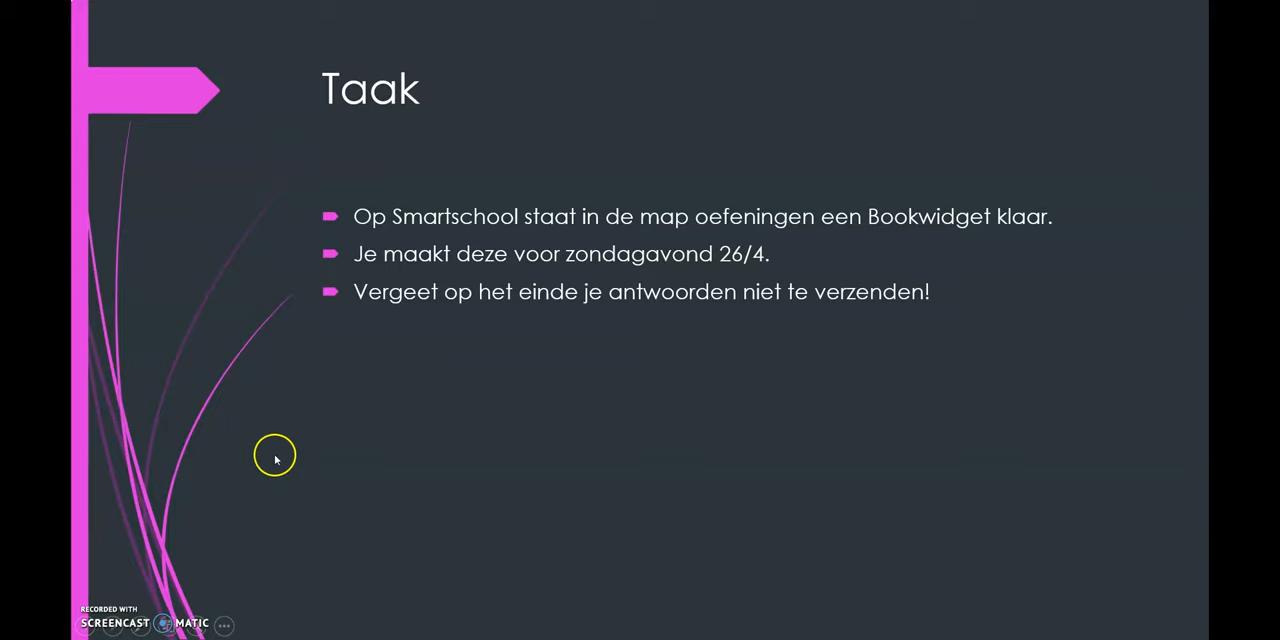 Taak
Op Smartschool staat in de map oefeningen een Bookwidget klaar.
Je maakt deze voor zondagavond 26/4.
Vergeet op het einde je antwoorden niet te verzenden!
RECORDED WITH
SCREENCAST MATIC